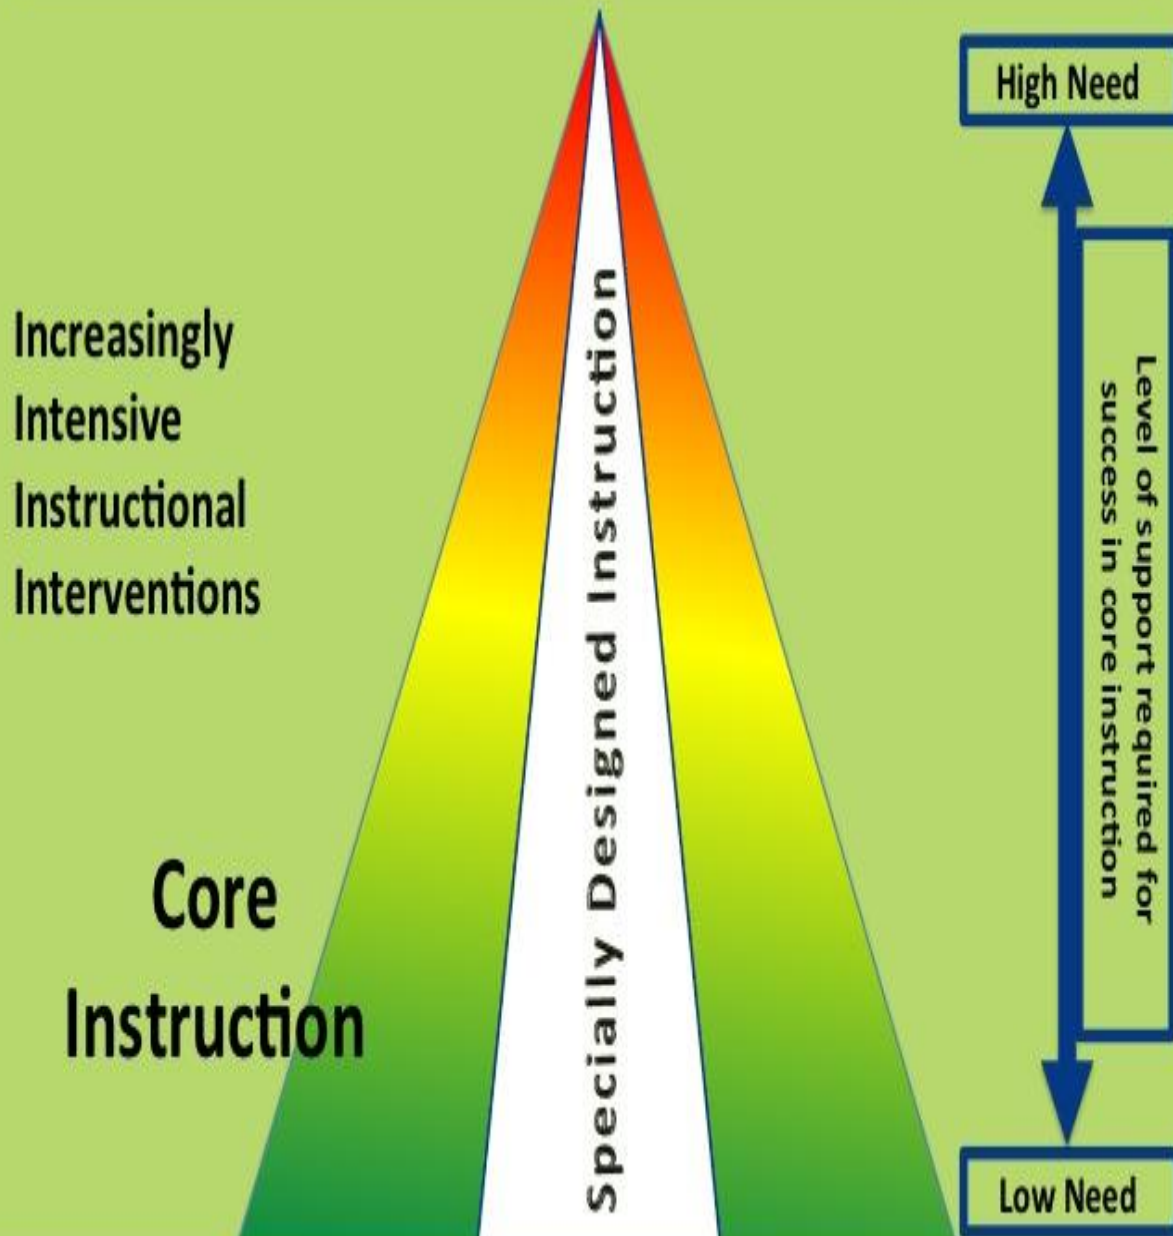 Increasingly
Intensive
Instructional
Interventions
Core
Instruction
Specially Designed Instruction
High Need
Level of support required for
success in core instruction
Low Need